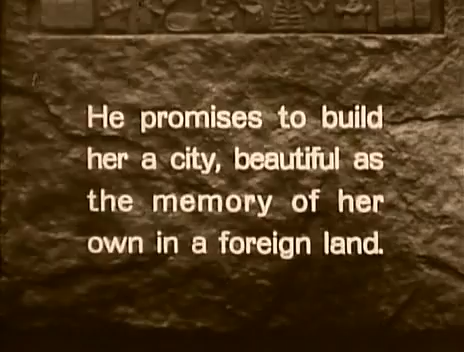 He promises to build
her a city, beautiful as
the memory of her
own in a foreign land.